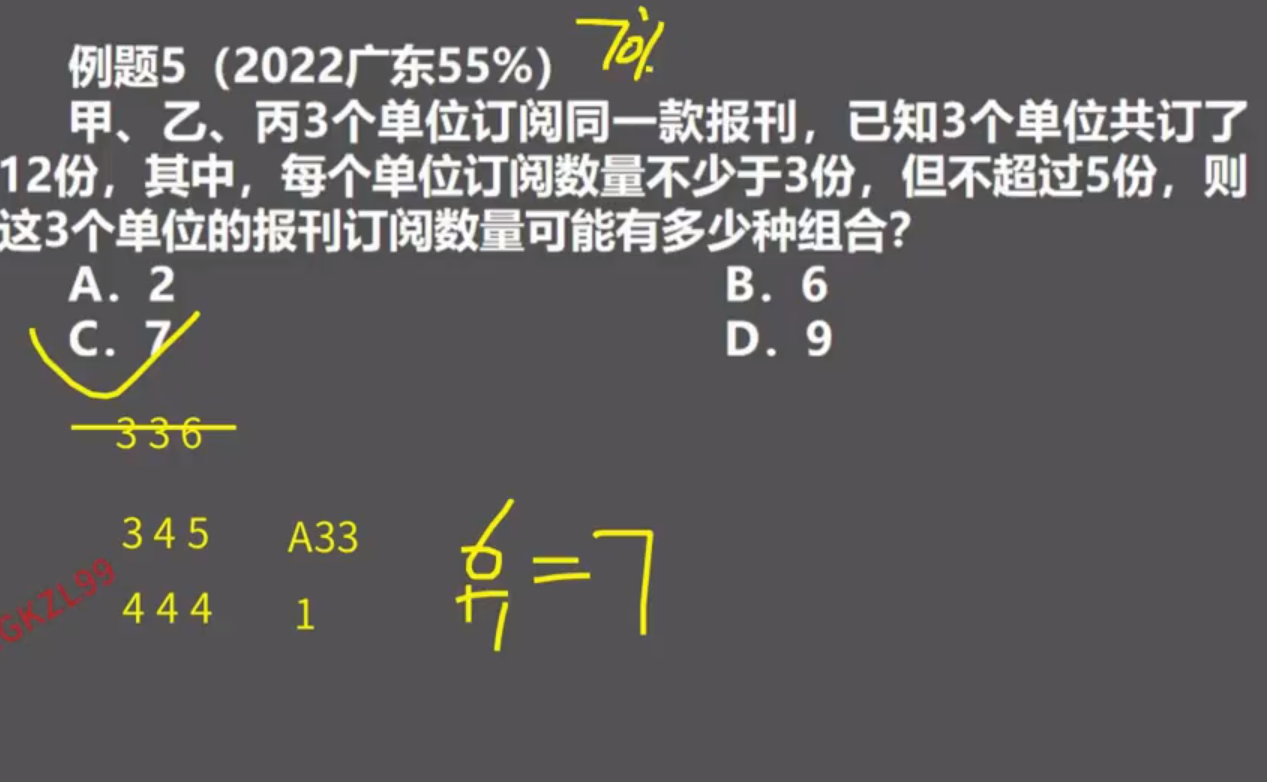 例题5（2022广东55%） 70%
甲、乙、丙3个单位订阅同一款报刊，已知3个单位共订了
12份，其中，每个单位订阅数量不少于3份，但不超过5份，则
这3个单位的报刊订阅数量可能有多少种组合？
A．2 B．6
C．7 D．9
3 3 6
3 4 5 A33
6
=7
+1
4 4 4 1
GKZL99